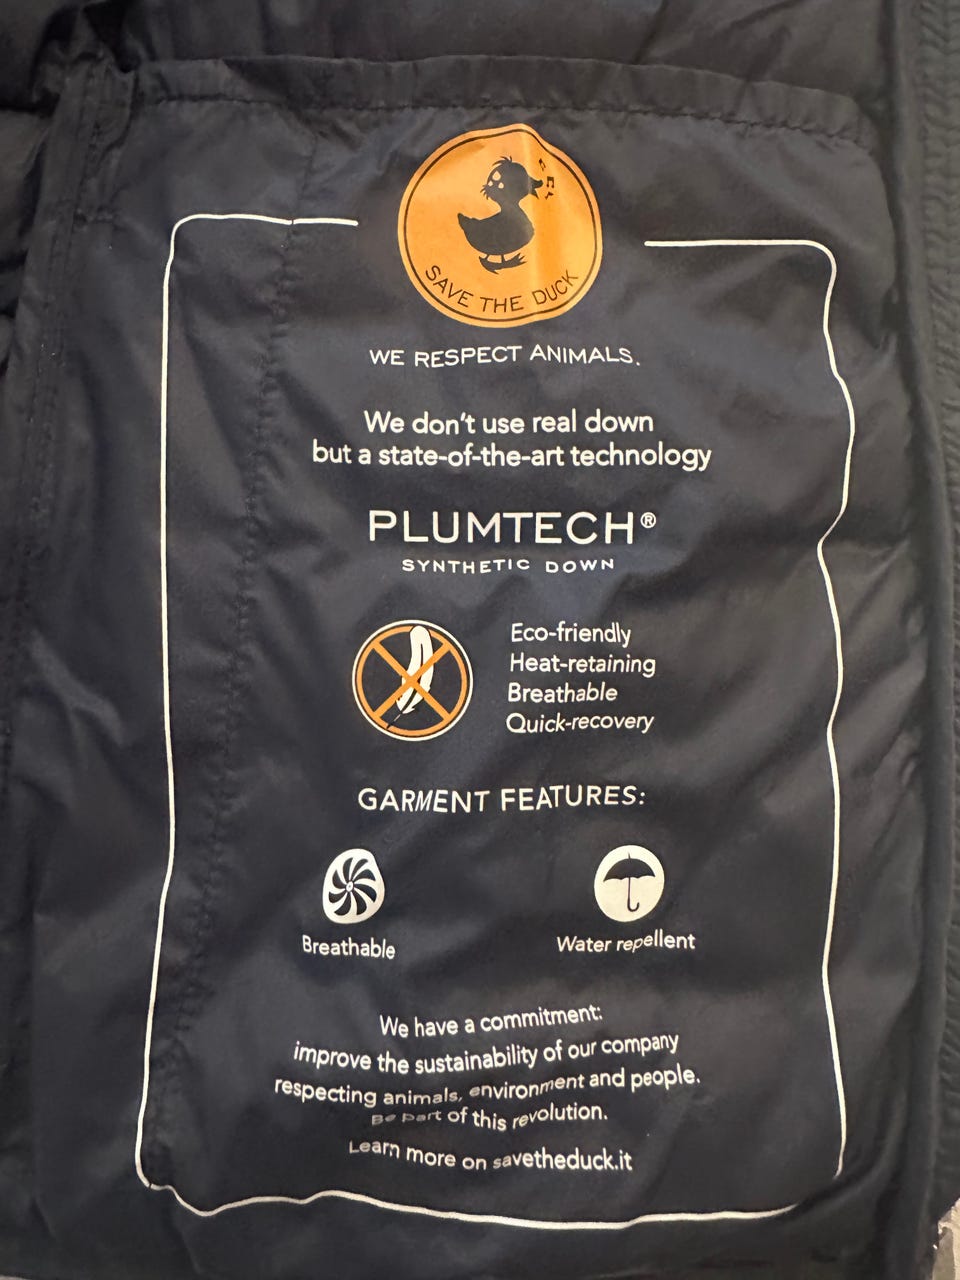 SAVE THE DUCK
WE RESPECT ANIMALS.
We don't use real down
but a state-of-the-art technology
PLUMTECH®
SYNTHETIC DOWN
Eco-friendly
Heat-retaining
Breathable
Quick-recovery
GARMENT FEATURES:
Breathable
Water repellent
We have a commitment:
improve the sustainability of our company
respecting animals, environment and people.
Be part of this revolution.
Learn more on savetheduck.it